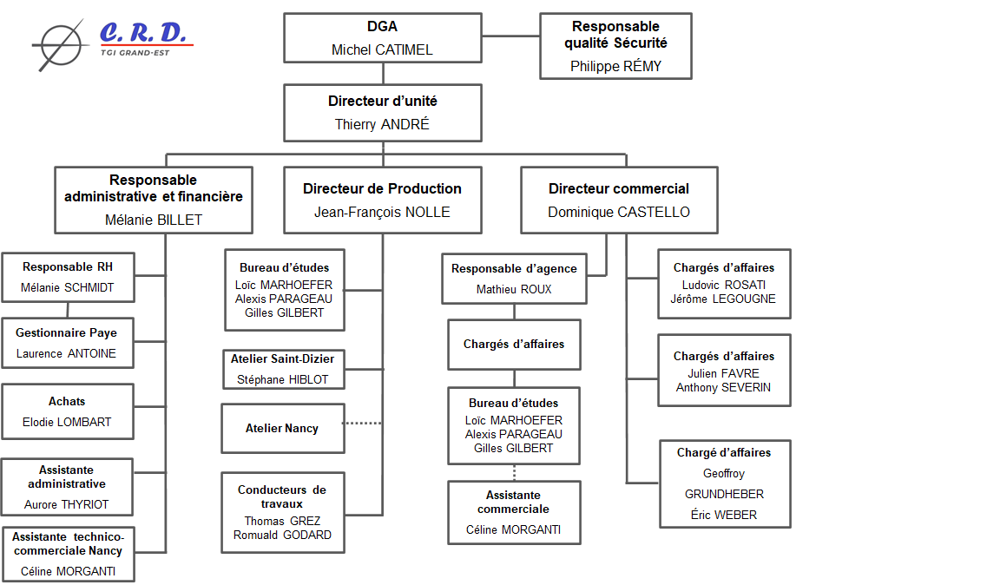 C. R. D.
TGI GRAND-EST
DGA
Michel CATIMEL
Responsable
qualité Sécurité
Philippe RÉMY
Directeur d’unité
Thierry ANDRÉ
Responsable
administrative et financière
Mélanie BILLET
Directeur de Production
Jean-François NOLLE
Directeur commercial
Dominique CASTELLO
Responsable RH
Mélanie SCHMIDT
Gestionnaire Paye
Laurence ANTOINE
Achats
Elodie LOMBART
Assistante
administrative
Aurore THYRIOT
Assistante technico-
commerciale Nancy
Céline MORGANTI
Bureau d’études
Loïc MARHOEFER
Alexis PARAGEAU
Gilles GILBERT
Atelier Saint-Dizier
Stéphane HIBLOT
Atelier Nancy
Conducteurs de
travaux
Thomas GREZ
Romuald GODARD
Responsable d’agence
Mathieu ROUX
Chargés d’affaires
Bureau d’études
Loïc MARHOEFER
Alexis PARAGEAU
Gilles GILBERT
Assistante
commerciale
Céline MORGANTI
Chargés d’affaires
Ludovic ROSATI
Jérôme LEGOUGNE
Chargés d’affaires
Julien FAVRE
Anthony SEVERIN
Chargé d’affaires
Geoffroy
GRUNDHEBER
Éric WEBER